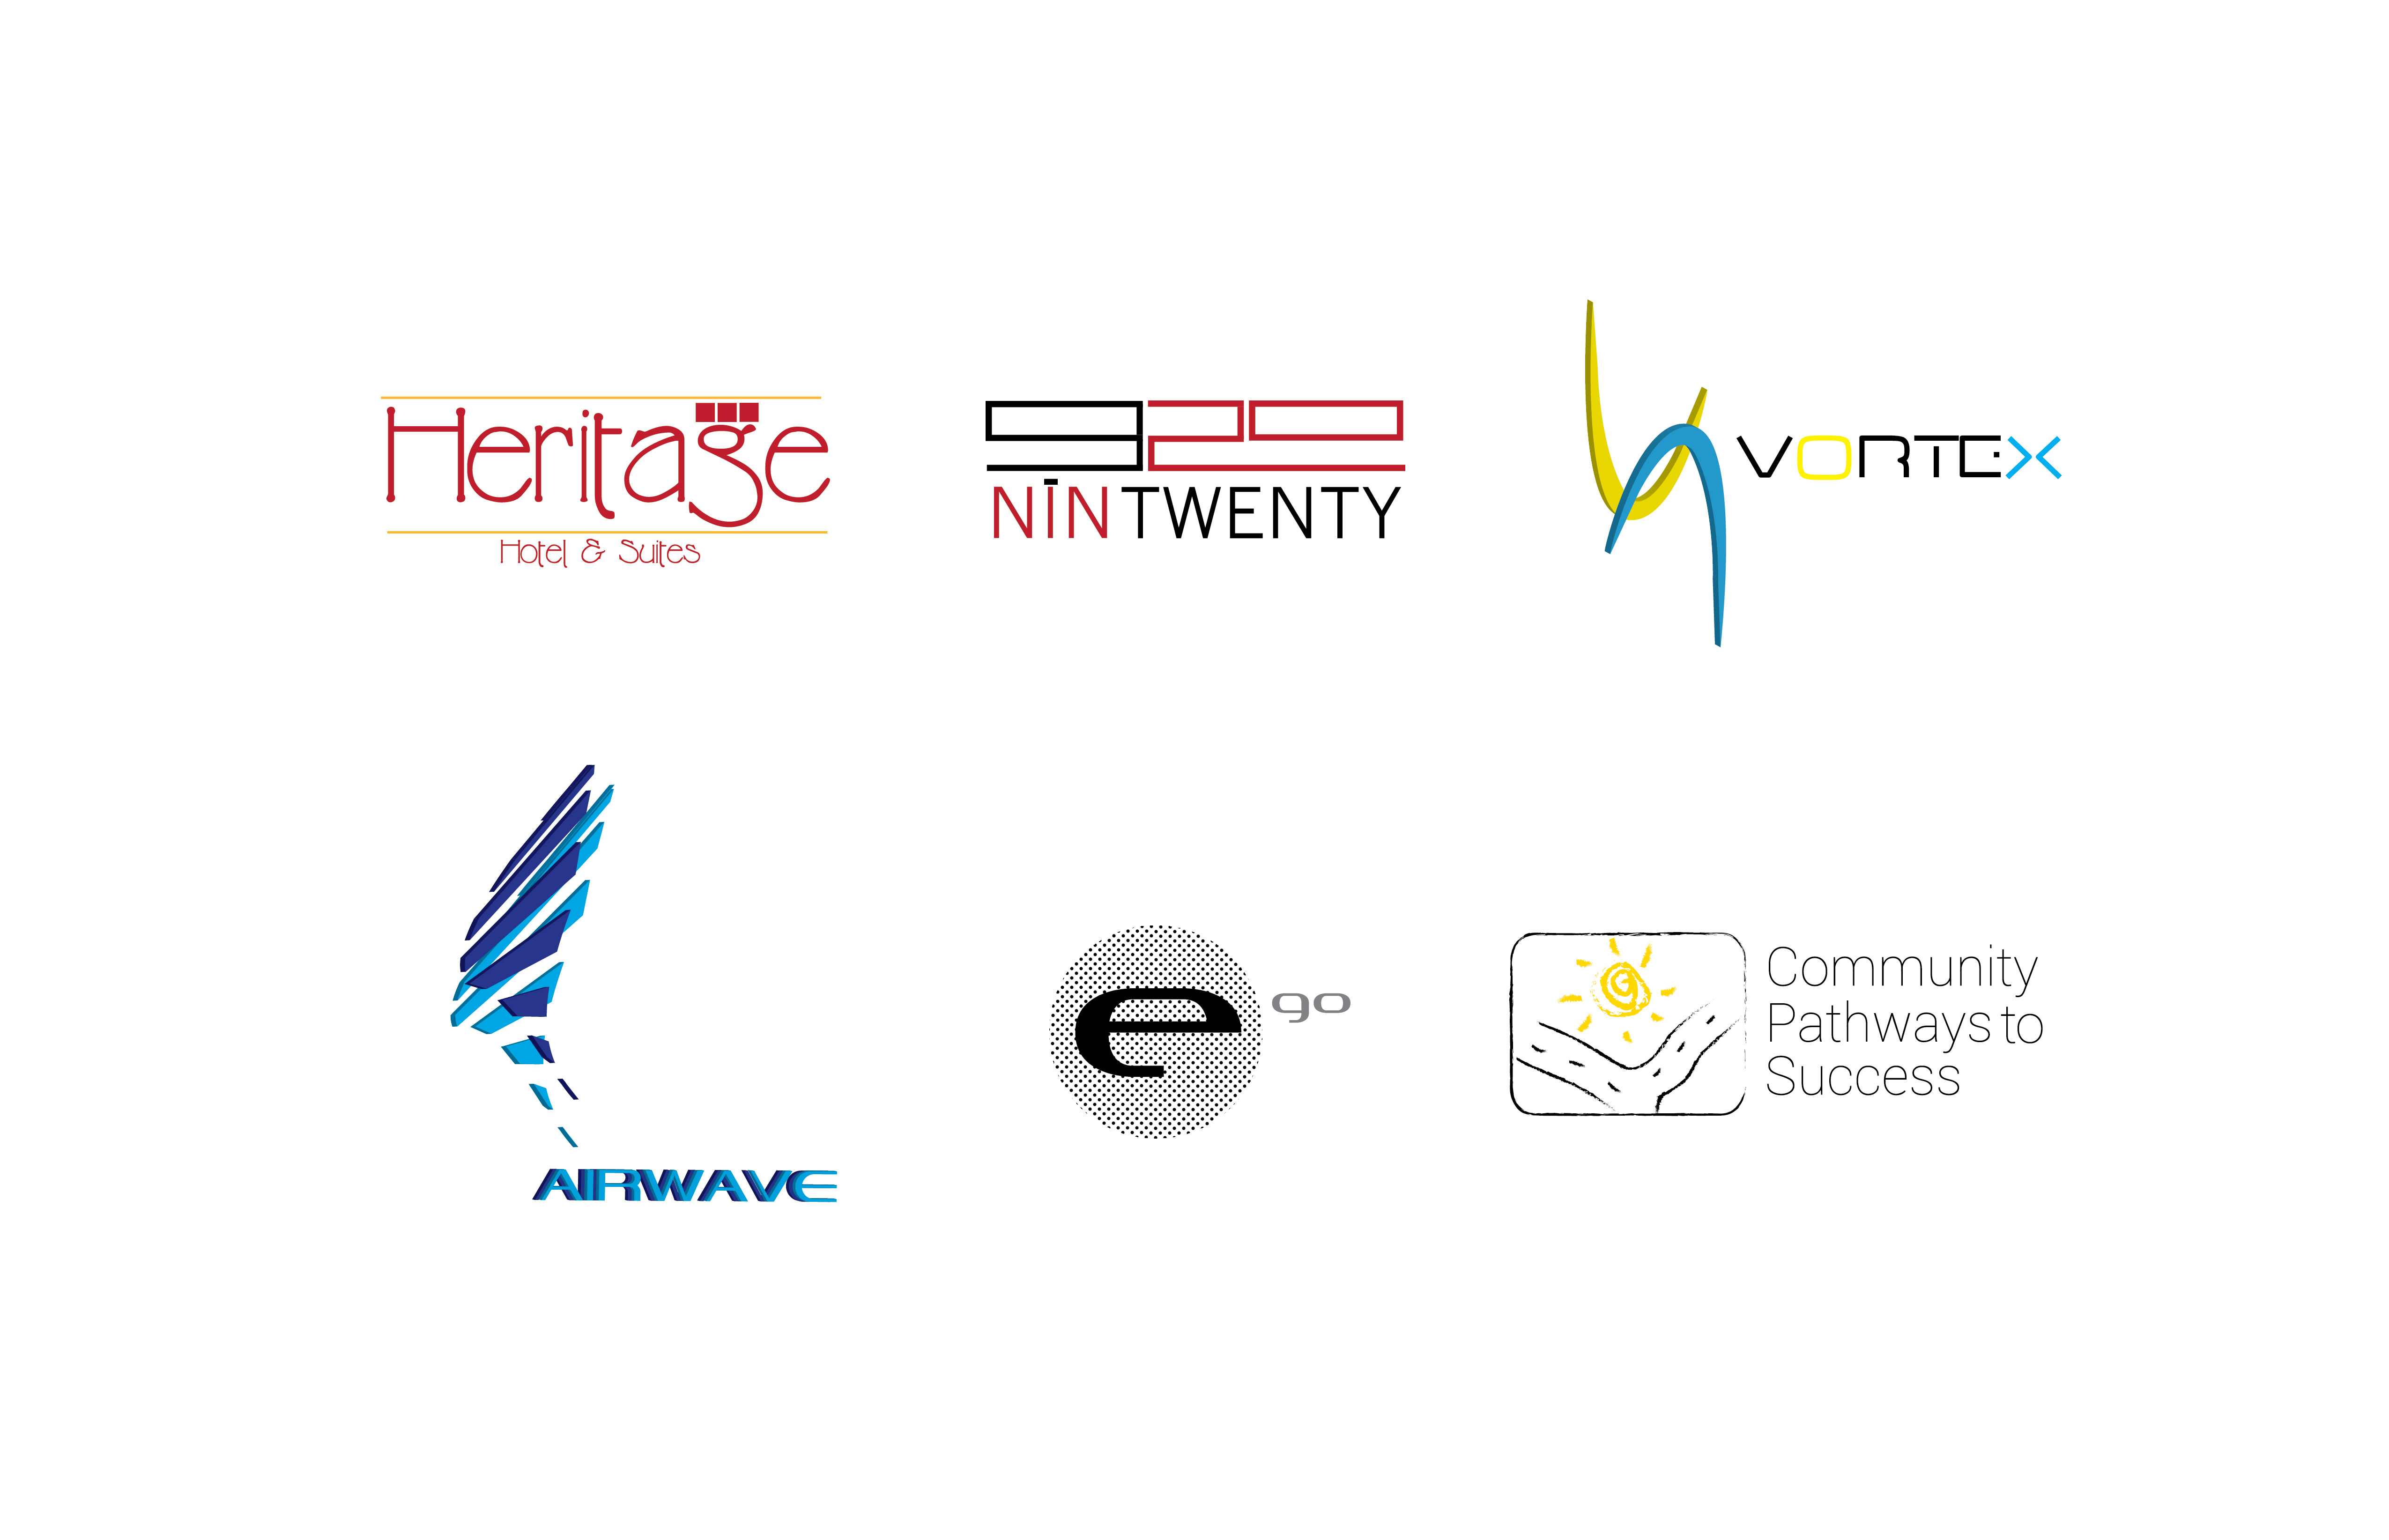 Heritage
Hotel & Suites
920
NINTWENTY
VORTEX
AIRWAVE
e go
Community
Pathways to
Success